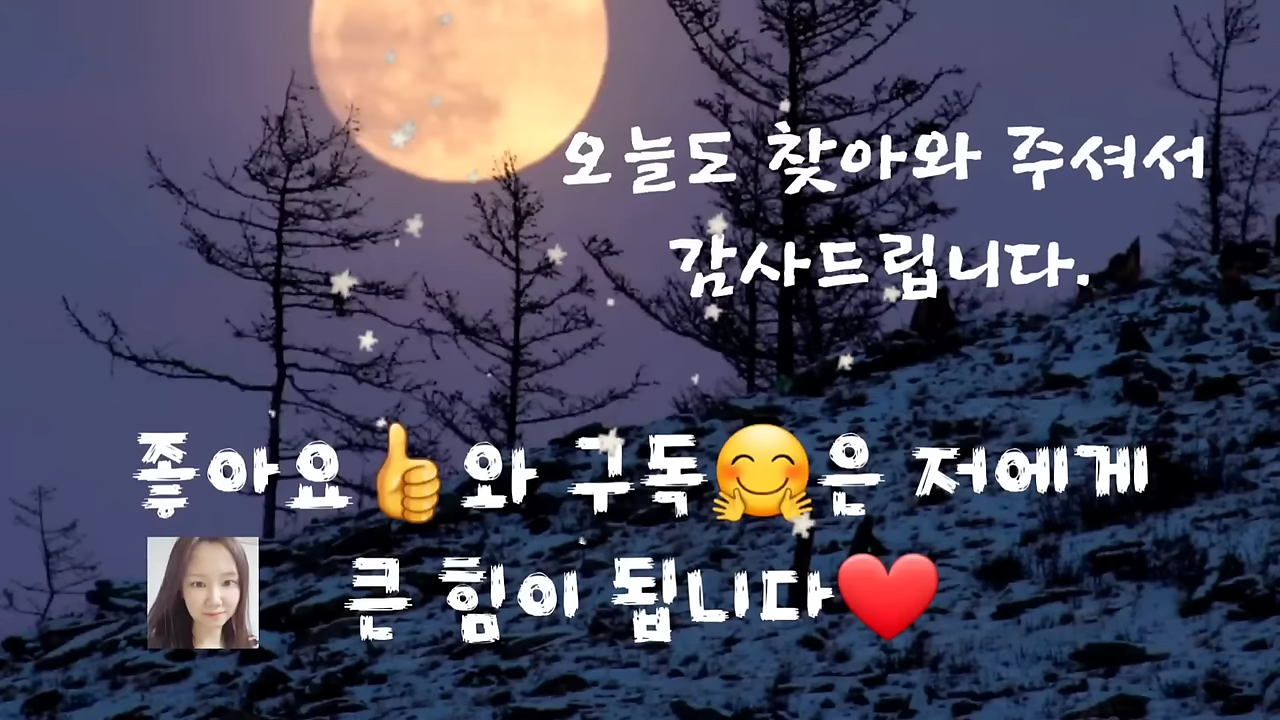 오늘도 찾아와 주셔서
감사드립니다.
좋아요👍와 구독🤗은 저에게
큰 힘이 됩니다❤️